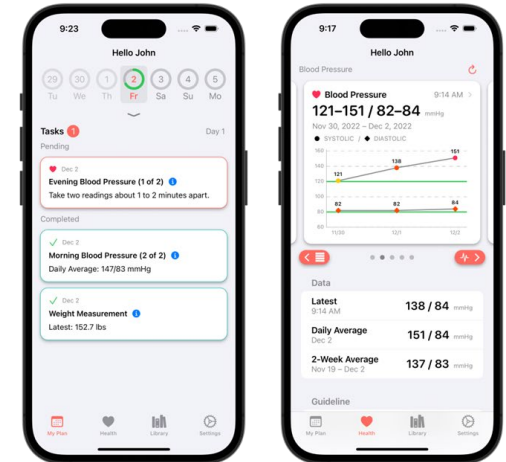 9:23
Hello John
29 30 1 2 3 4 5
Tu We Th Fr Sa Su Mo
Tasks 1 Day 1
Pending
Dec 2
Evening Blood Pressure (1 of 2)
Take two readings about 1 to 2 minutes apart.
Completed
Dec 2
Morning Blood Pressure (2 of 2)
Daily Average: 147/83 mmHg
Dec 2
Weight Measurement
Latest: 152.7 lbs
My Plan Health Library Settings
9:17
Hello John
Blood Pressure
Blood Pressure 9:14 AM
121–151 / 82–84 mmHg
Nov 30, 2022 – Dec 2, 2022
SYSTOLIC / DIASTOLIC
160
140
120
100
80
60
121 138 151
82 82 84
11/30 12/1 12/2
Data
Latest 138 / 84 mmHg
9:14 AM
Daily Average 151 / 84 mmHg
Dec 2
2-Week Average 137 / 83 mmHg
Nov 19 – Dec 2
Guideline
My Plan Health Library Settings